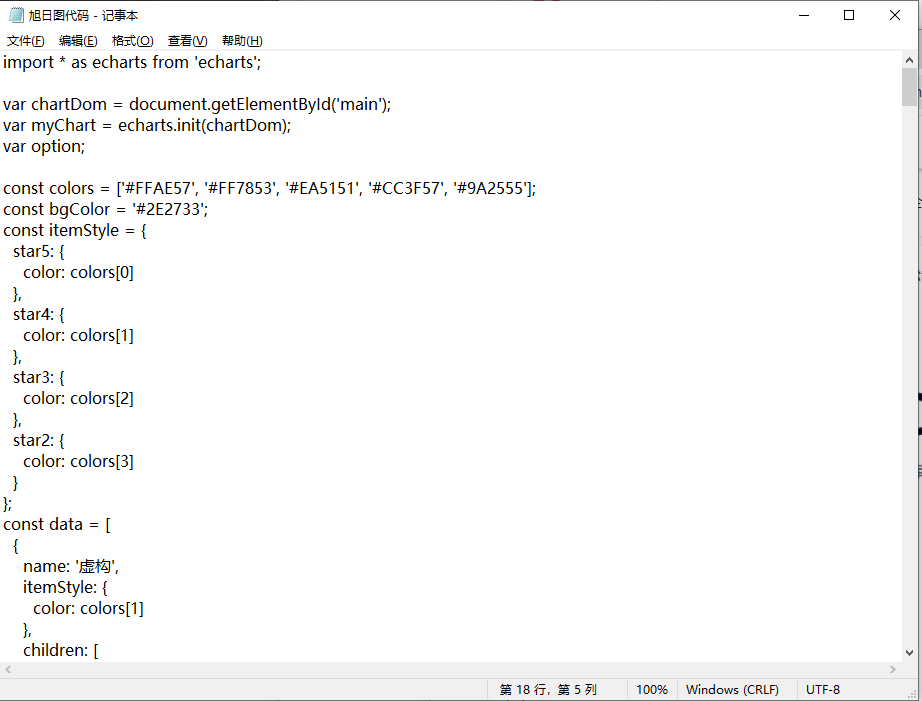 旭日图代码 - 记事本
文件(F) 编辑(E) 格式(O) 查看(V) 帮助(H)
import * as echarts from 'echarts';

var chartDom = document.getElementById('main');
var myChart = echarts.init(chartDom);
var option;

const colors = ['#FFAE57', '#FF7853', '#EA5151', '#CC3F57', '#9A2555'];
const bgColor = '#2E2733';
const itemStyle = {
  star5: {
    color: colors[0]
  },
  star4: {
    color: colors[1]
  },
  star3: {
    color: colors[2]
  },
  star2: {
    color: colors[3]
  }
};
const data = [
  {
    name: '虚构',
    itemStyle: {
      color: colors[1]
    },
    children: [
第 18 行，第 5 列 100% Windows (CRLF) UTF-8